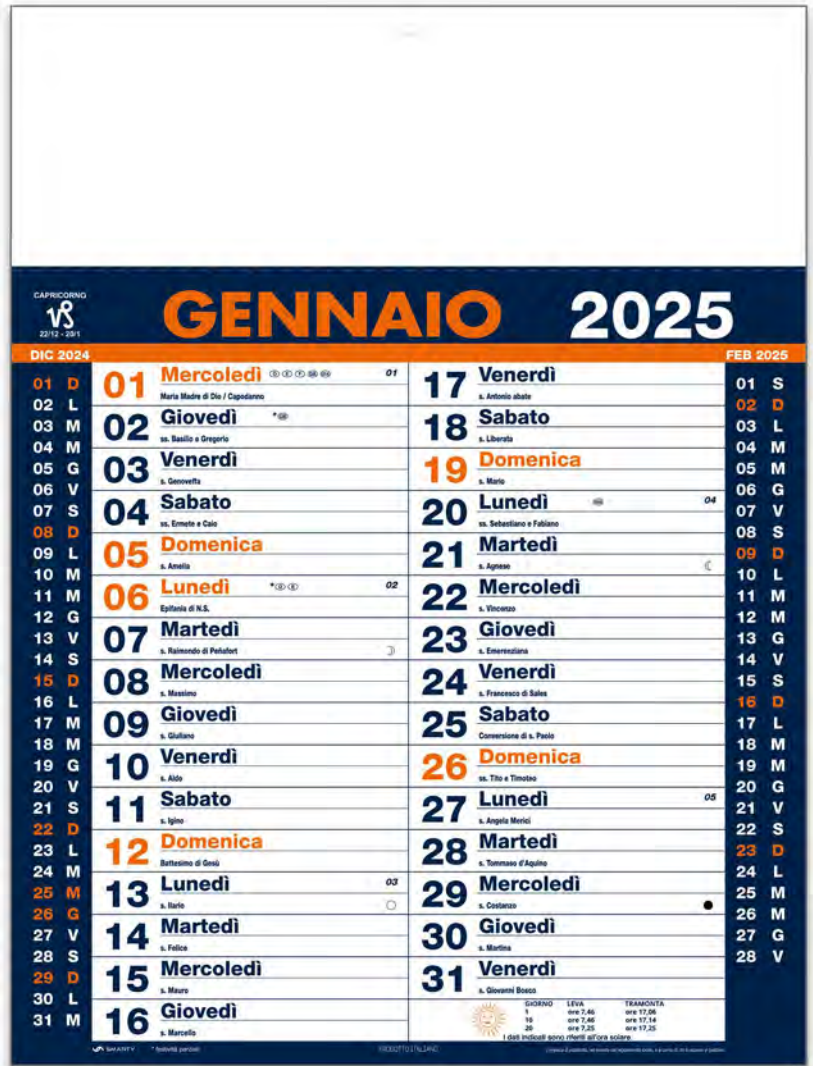 CAPRICORNO
22/12 - 20/1
GENNAIO 2025
DIC 2024
FEB 2025
01 D
02 L
03 M
04 M
05 G
06 V
07 S
08 D
09 L
10 M
11 M
12 G
13 V
14 S
15 D
16 L
17 M
18 M
19 G
20 V
21 S
22 D
23 L
24 M
25 M
26 G
27 V
28 S
29 D
30 L
31 M
01 Mercoledì 01
Maria Madre di Dio / Capodanno
02 Giovedì *
ss. Basilio e Gregorio
03 Venerdì
s. Genoveffa
04 Sabato
ss. Ermete e Caio
05 Domenica
s. Amelia
06 Lunedì * 02
Epifania di N.S.
07 Martedì
s. Raimondo di Peñafort
08 Mercoledì
s. Massimo
09 Giovedì
s. Giuliano
10 Venerdì
s. Aldo
11 Sabato
s. Igino
12 Domenica
Battesimo di Gesù
13 Lunedì 03
s. Ilario
14 Martedì
s. Felice
15 Mercoledì
s. Mauro
16 Giovedì
s. Marcello
17 Venerdì
s. Antonio abate
18 Sabato
s. Liberata
19 Domenica
s. Mario
20 Lunedì 04
ss. Sebastiano e Fabiano
21 Martedì
s. Agnese
22 Mercoledì
s. Vincenzo
23 Giovedì
s. Emerenziana
24 Venerdì
s. Francesco di Sales
25 Sabato
Conversione di s. Paolo
26 Domenica
ss. Tito e Timoteo
27 Lunedì 05
s. Angela Merici
28 Martedì
s. Tommaso d'Aquino
29 Mercoledì
s. Costanzo
30 Giovedì
s. Martina
31 Venerdì
s. Giovanni Bosco
GIORNO LEVA TRAMONTA
1 ore 7,46 ore 17,06
10 ore 7,46 ore 17,14
20 ore 7,25 ore 17,25
I dati indicati sono riferiti all'ora solare
01 S
02 D
03 L
04 M
05 M
06 G
07 V
08 S
09 D
10 L
11 M
12 M
13 G
14 V
15 S
16 D
17 L
18 M
19 M
20 G
21 V
22 S
23 D
24 L
25 M
26 M
27 G
28 V
SMARTY * festività parziali
PRODOTTO ITALIANO